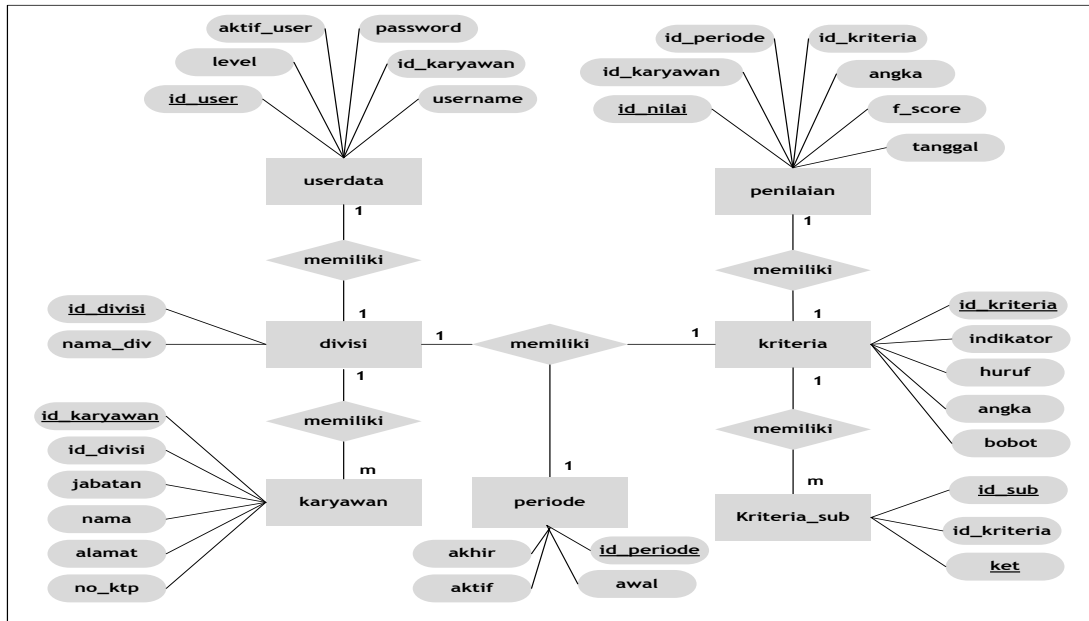 aktif_user
password
level
id_karyawan
id_user
username
userdata
1
memiliki
1
id_divisi
nama_div
divisi
1
1
memiliki
m
id_karyawan
id_divisi
jabatan
nama
alamat
no_ktp
karyawan
memiliki
1
periode
akhir
id_periode
aktif
awal
id_periode
id_kriteria
id_karyawan
angka
id_nilai
f_score
tanggal
penilaian
1
memiliki
1
1
kriteria
id_kriteria
indikator
huruf
angka
bobot
1
memiliki
m
Kriteria_sub
id_sub
id_kriteria
ket